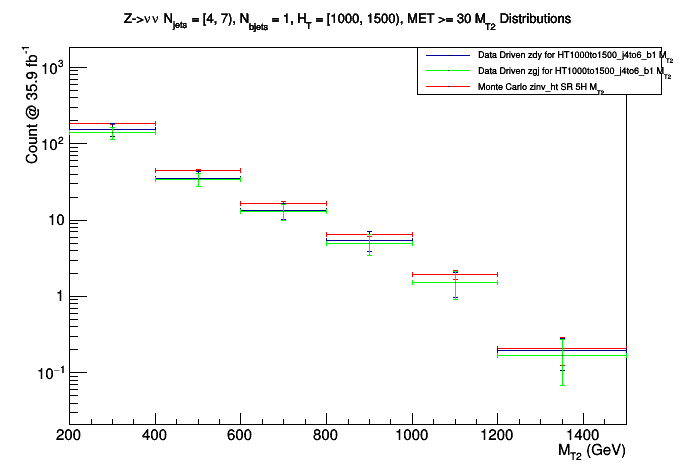 Z->νν N_jets = [4, 7), N_bjets = 1, H_T = [1000, 1500), MET >= 30 M_T2 Distributions
Data Driven zdy for HT1000to1500_j4to6_b1 M_T2
Data Driven zgj for HT1000to1500_j4to6_b1 M_T2
Monte Carlo zinv_ht SR 5H M_T2
Count @ 35.9 fb^-1
10^3
10^2
10
1
10^-1
200 400 600 800 1000 1200 1400
M_T2 (GeV)